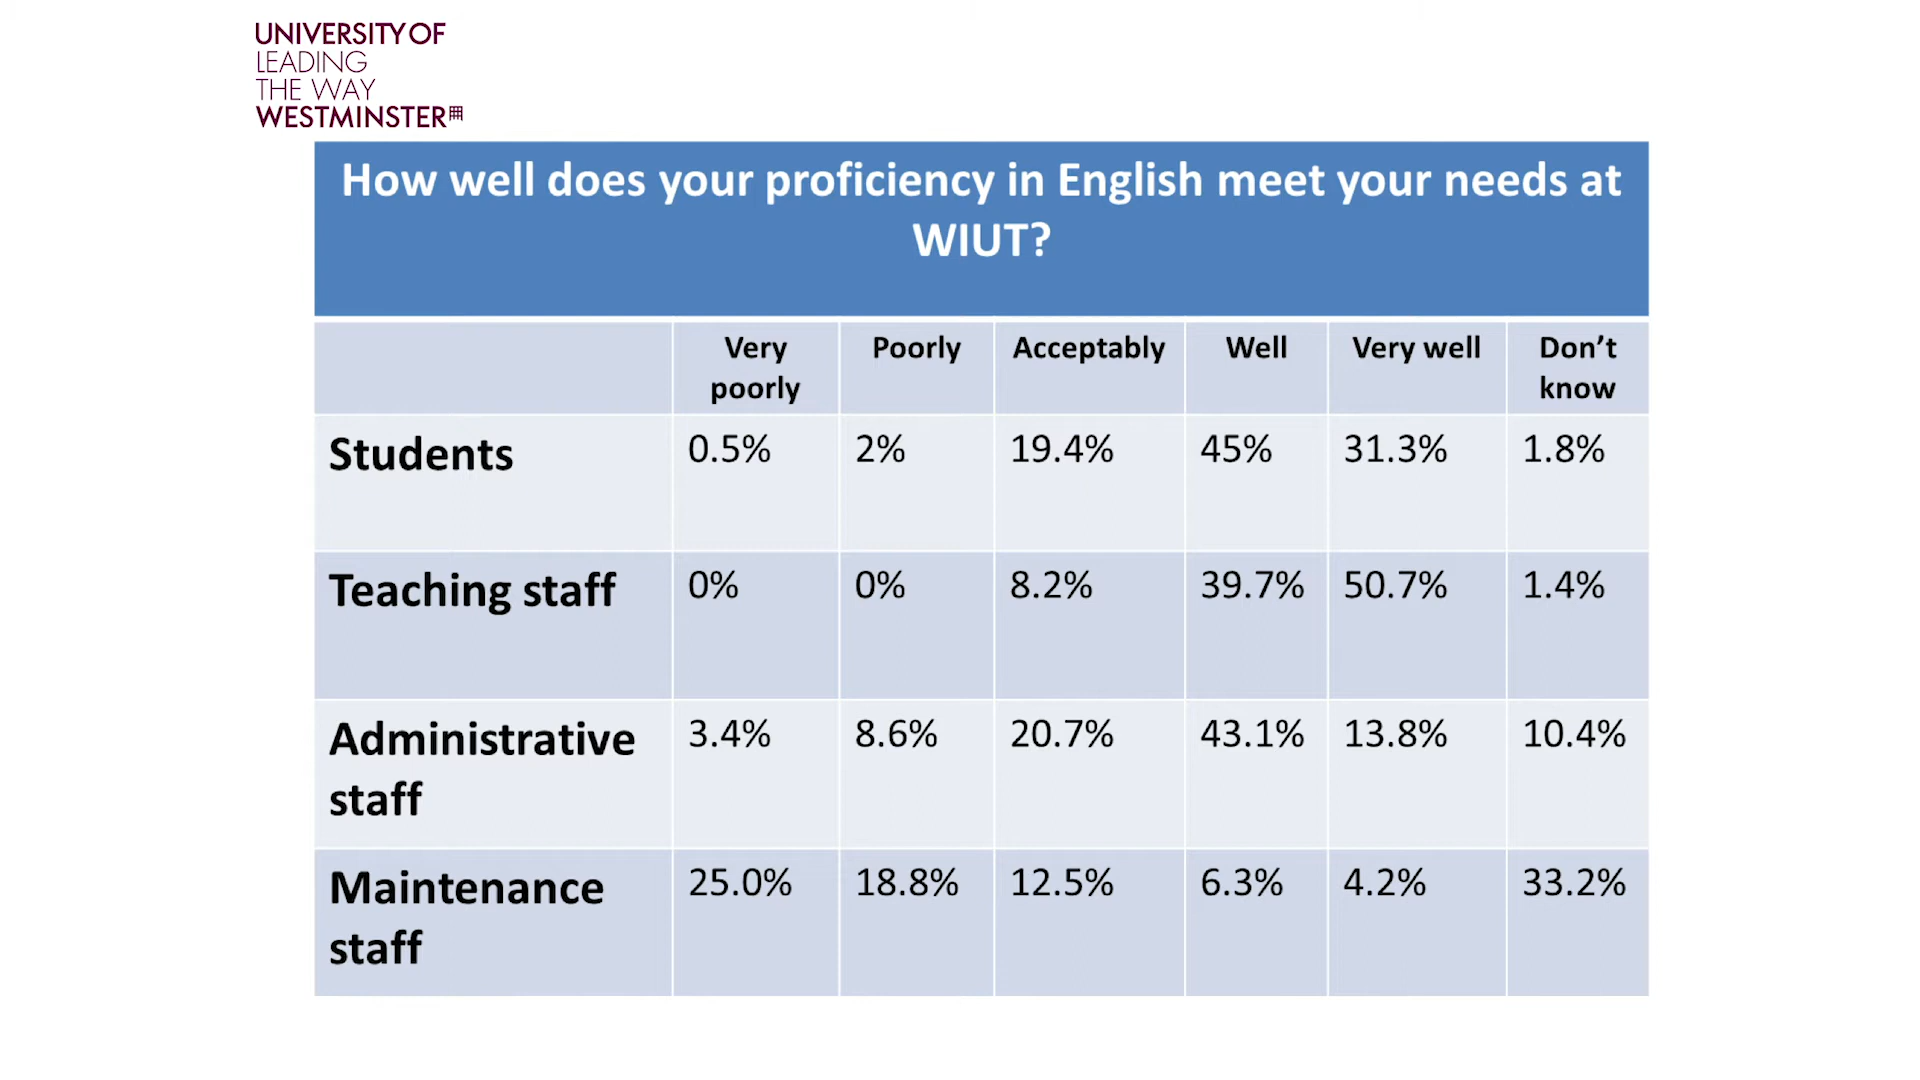 UNIVERSITY OF
LEADING
THE WAY
WESTMINSTER
How well does your proficiency in English meet your needs at
WIUT?
Very poorly Poorly Acceptably Well Very well Don’t know
Students 0.5% 2% 19.4% 45% 31.3% 1.8%
Teaching staff 0% 0% 8.2% 39.7% 50.7% 1.4%
Administrative staff 3.4% 8.6% 20.7% 43.1% 13.8% 10.4%
Maintenance staff 25.0% 18.8% 12.5% 6.3% 4.2% 33.2%